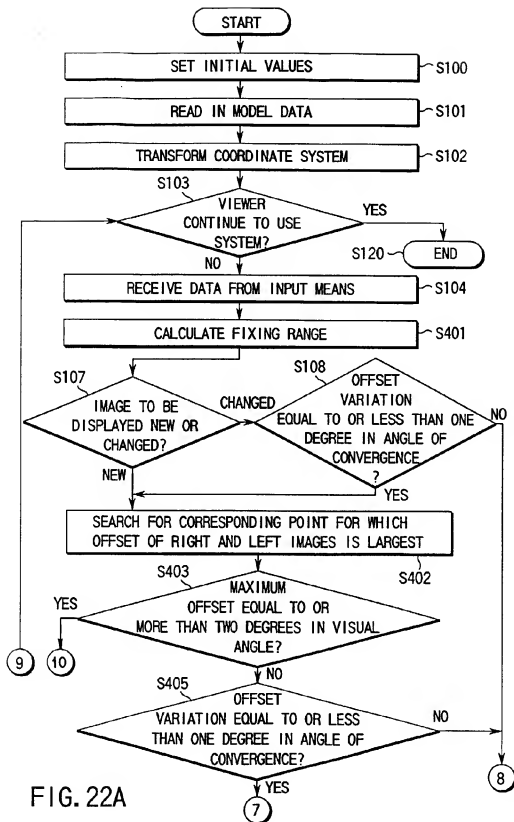 START
SET INITIAL VALUES
S100
READ IN MODEL DATA
S101
TRANSFORM COORDINATE SYSTEM
S102
S103
VIEWER
CONTINUE TO USE
SYSTEM?
YES
S120
END
NO
RECEIVE DATA FROM INPUT MEANS
S104
CALCULATE FIXING RANGE
S401
S107
IMAGE TO BE
DISPLAYED NEW OR
CHANGED?
CHANGED
NEW
S108
OFFSET
VARIATION
EQUAL TO OR LESS THAN ONE
DEGREE IN ANGLE OF
CONVERGENCE
?
NO
YES
SEARCH FOR CORRESPONDING POINT FOR WHICH
OFFSET OF RIGHT AND LEFT IMAGES IS LARGEST
S402
S403
MAXIMUM
OFFSET EQUAL TO OR
MORE THAN TWO DEGREES IN VISUAL
ANGLE?
YES
9
10
NO
S405
OFFSET
VARIATION EQUAL TO OR LESS
THAN ONE DEGREE IN ANGLE OF
CONVERGENCE?
NO
8
YES
7
FIG. 22A